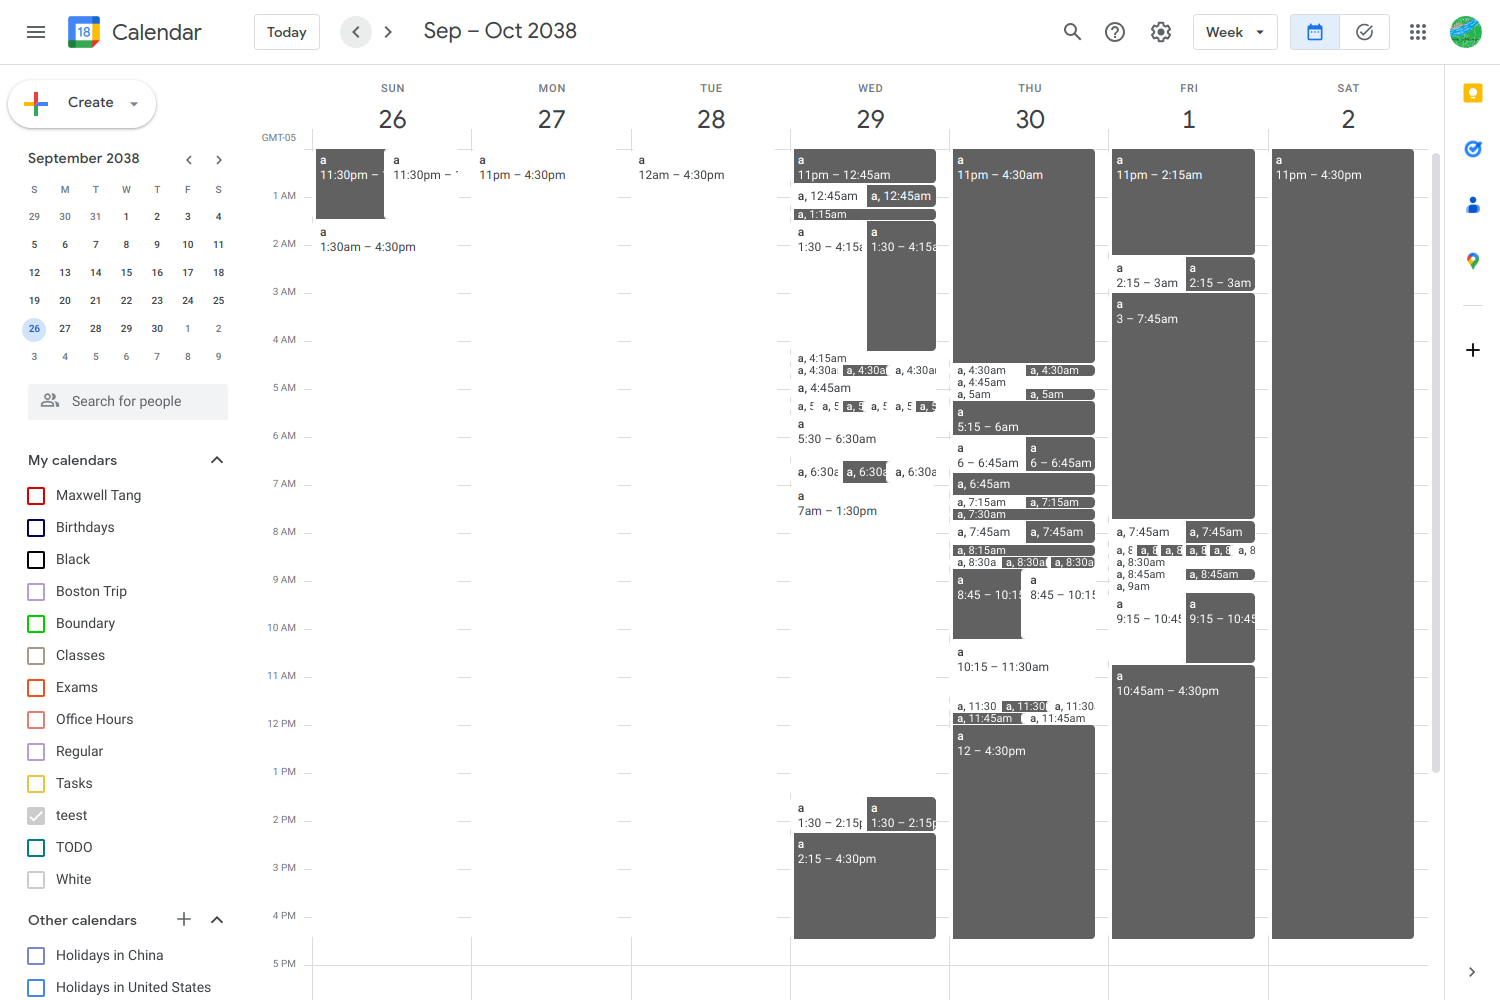 18 Calendar Today Sep – Oct 2038 Week
Create
September 2038
S M T W T F S
29 30 31 1 2 3 4
5 6 7 8 9 10 11
12 13 14 15 16 17 18
19 20 21 22 23 24 25
26 27 28 29 30 1 2
3 4 5 6 7 8 9
Search for people
My calendars
Maxwell Tang
Birthdays
Black
Boston Trip
Boundary
Classes
Exams
Office Hours
Regular
Tasks
teest
TODO
White
Other calendars
Holidays in China
Holidays in United States
GMT-05
1 AM
2 AM
3 AM
4 AM
5 AM
6 AM
7 AM
8 AM
9 AM
10 AM
11 AM
12 PM
1 PM
2 PM
3 PM
4 PM
5 PM
SUN
26
a
11:30pm –
a
11:30pm –
a
1:30am – 4:30pm
MON
27
a
11pm – 4:30pm
TUE
28
a
12am – 4:30pm
WED
29
a
11pm – 12:45am
a, 12:45am a, 12:45am
a, 1:15am
a
1:30 – 4:15a
a
1:30 – 4:15a
a, 4:15am
a, 4:30a a, 4:30a a, 4:30a
a, 4:45am
a, 5 a, 5 a, 5 a, 5 a, 5 a, 5
a
5:30 – 6:30am
a, 6:30a a, 6:30a a, 6:30a
a
7am – 1:30pm
a
1:30 – 2:15p
a
1:30 – 2:15p
a
2:15 – 4:30pm
THU
30
a
11pm – 4:30am
a, 4:30am a, 4:30am
a, 4:45am
a, 5am a, 5am
a
5:15 – 6am
a
6 – 6:45am
a
6 – 6:45am
a, 6:45am
a, 7:15am a, 7:15am
a, 7:30am
a, 7:45am a, 7:45am
a, 8:15am
a, 8:30a a, 8:30a a, 8:30a
a
8:45 – 10:15
a
8:45 – 10:15
a
10:15 – 11:30am
a, 11:30 a, 11:30 a, 11:30
a, 11:45am a, 11:45am
a
12 – 4:30pm
FRI
1
a
11pm – 2:15am
a
2:15 – 3am
a
2:15 – 3am
a
3 – 7:45am
a, 7:45am a, 7:45am
a, 8 a, 8 a, 8 a, 8 a, 8 a, 8
a, 8:30am
a, 8:45am a, 8:45am
a, 9am
a
9:15 – 10:45
a
9:15 – 10:45
a
10:45am – 4:30pm
SAT
2
a
11pm – 4:30pm